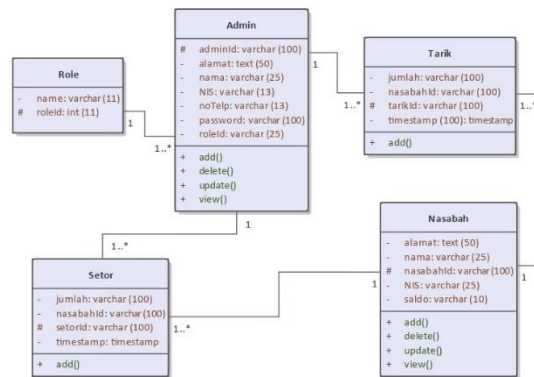 Admin
# adminId: varchar (100)
- alamat: text (50)
- nama: varchar (25)
- NIS: varchar (13)
- noTelp: varchar (13)
- password: varchar (100)
- roleId: varchar (25)
+ add()
+ delete()
+ update()
+ view()
Tarik
- jumlah: varchar (100)
- nasabahId: varchar (100)
# tarikId: varchar (100)
- timestamp (100): timestamp
+ add()
Role
- name: varchar (11)
# roleId: int (11)
1
1..*
1
1..*
1..*
1
1..*
Setor
- jumlah: varchar (100)
- nasabahId: varchar (100)
# setorId: varchar (100)
- timestamp: timestamp
+ add()
1..*
1
Nasabah
- alamat: text (50)
- nama: varchar (25)
# nasabahId: varchar (100)
- NIS: varchar (25)
- saldo: varchar (10)
+ add()
+ delete()
+ update()
+ view()
1